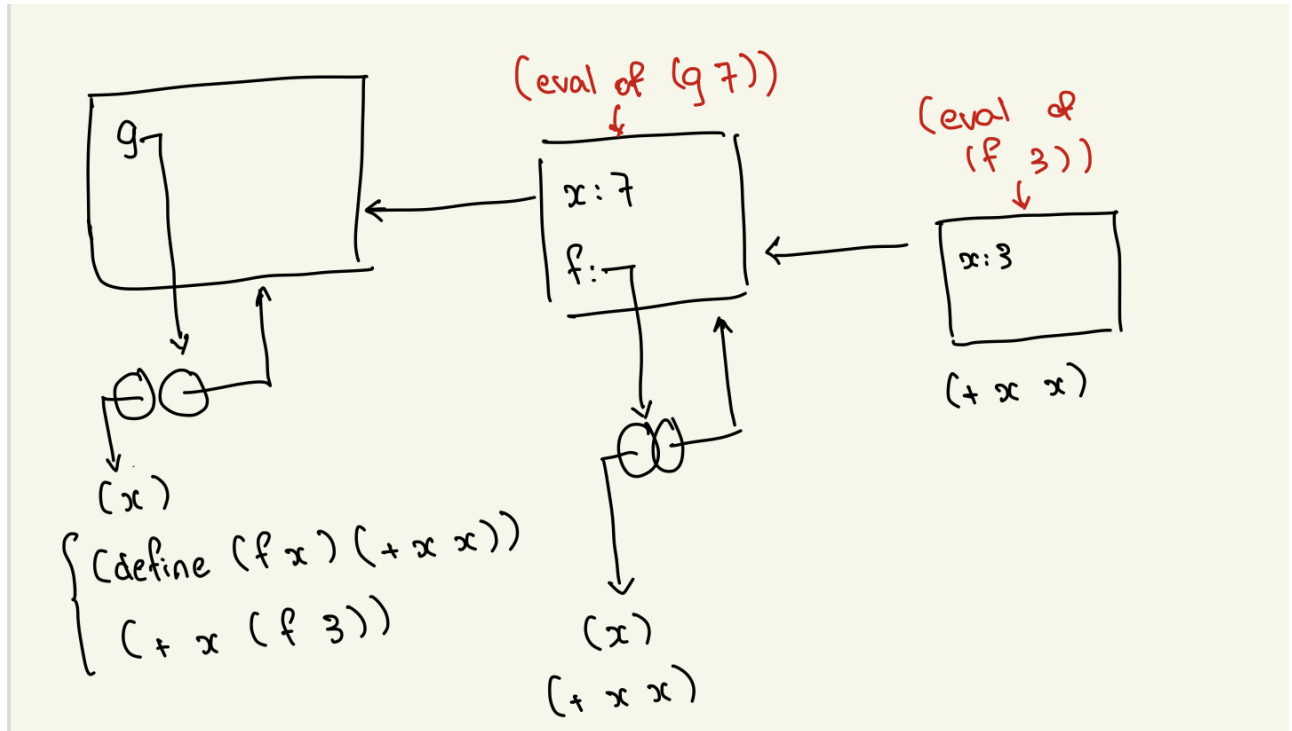 g
(x)
(define (f x) (+ x x))
(+ x (f 3))
(eval of (g 7))
x: 7
f:
(x)
(+ x x)
(eval of
(f 3))
x: 3
(+ x x)